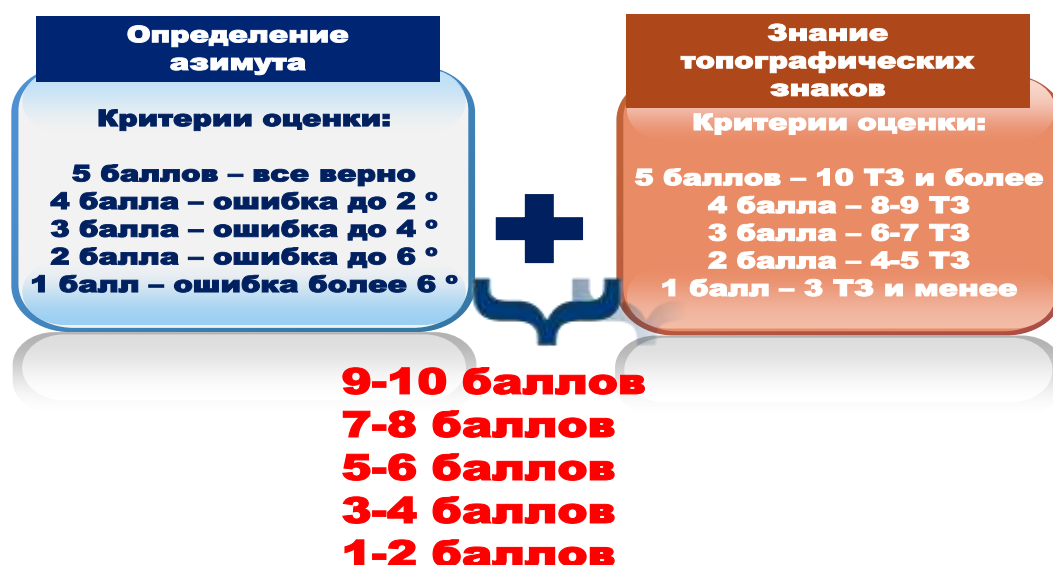 Определение
азимута
Критерии оценки:
5 баллов – все верно
4 балла – ошибка до 2 º
3 балла – ошибка до 4 º
2 балла – ошибка до 6 º
1 балл – ошибка более 6 º
Знание
топографических
знаков
Критерии оценки:
5 баллов – 10 ТЗ и более
4 балла – 8-9 ТЗ
3 балла – 6-7 ТЗ
2 балла – 4-5 ТЗ
1 балл – 3 ТЗ и менее
9-10 баллов
7-8 баллов
5-6 баллов
3-4 баллов
1-2 баллов